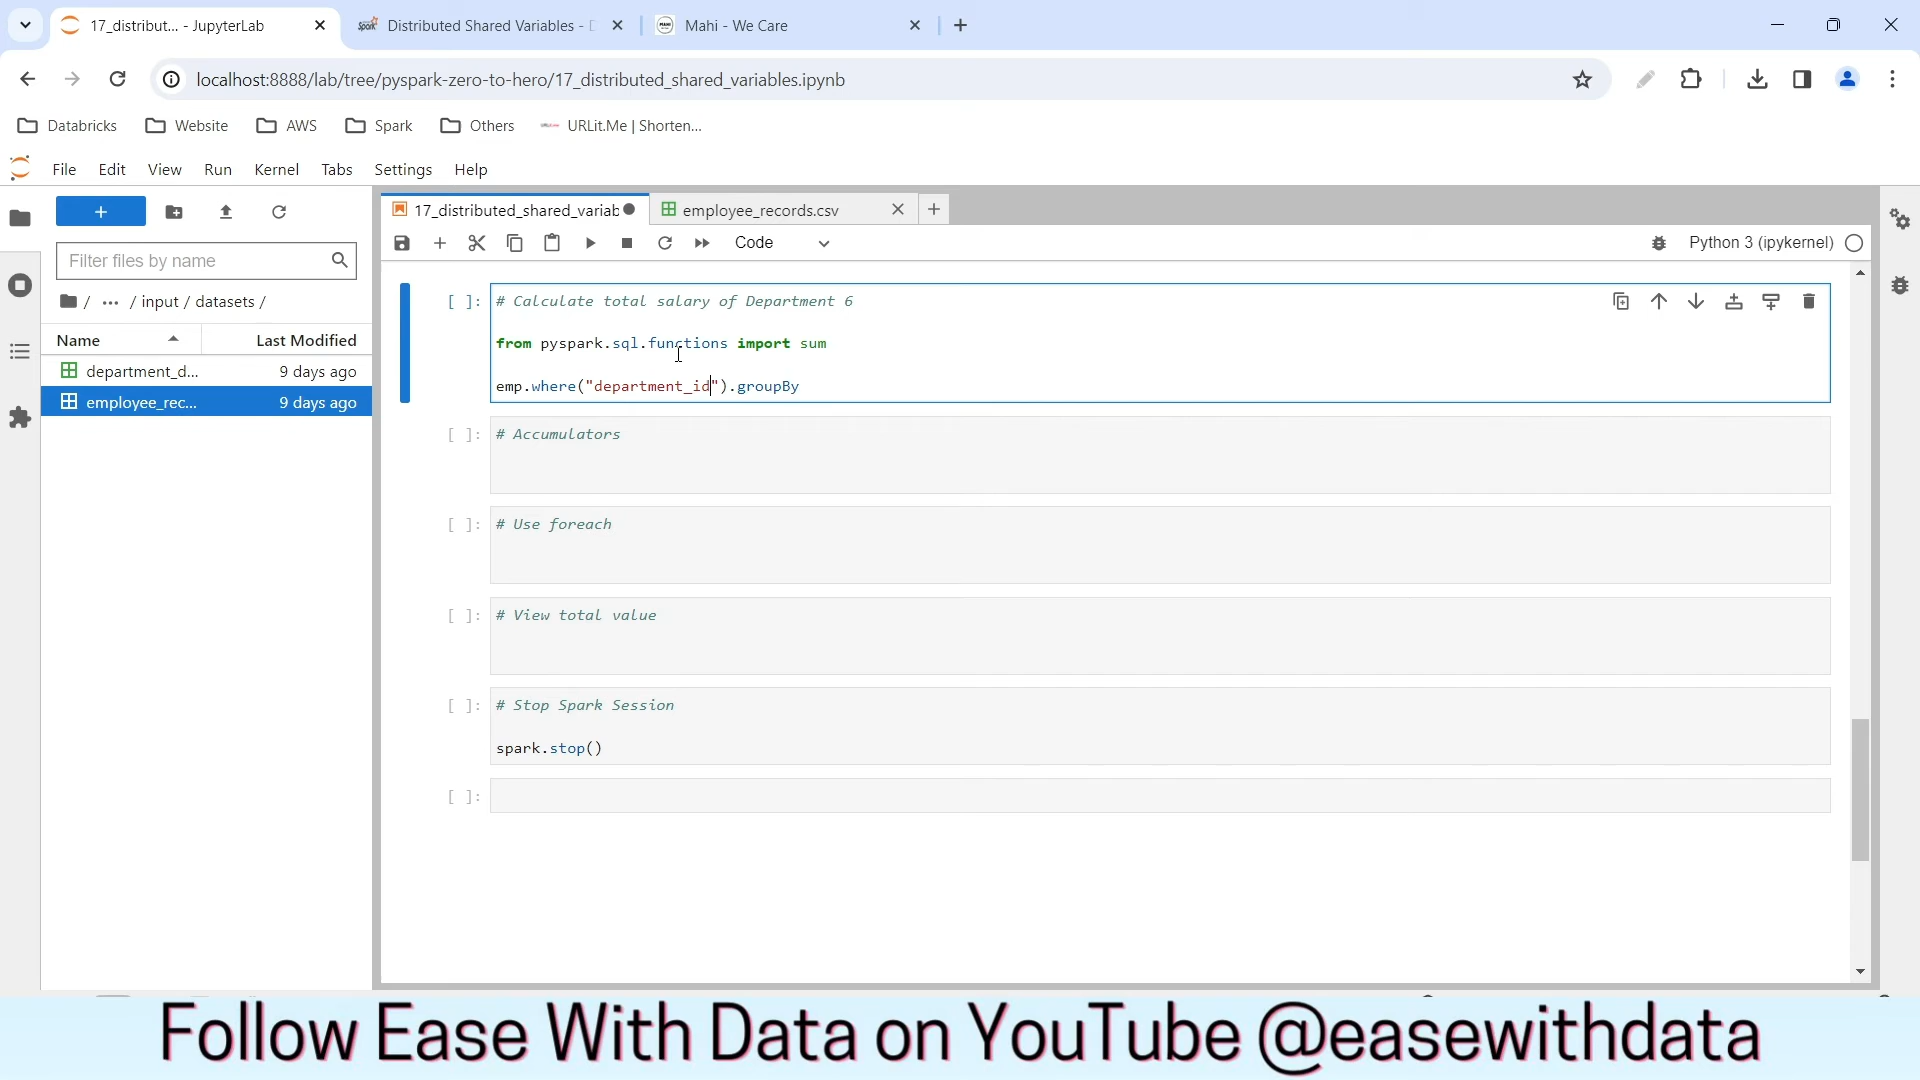 17_distribut... - JupyterLab
Distributed Shared Variables -
Mahi - We Care
localhost:8888/lab/tree/pyspark-zero-to-hero/17_distributed_shared_variables.ipynb
Databricks
Website
AWS
Spark
Others
URLit.Me | Shorten...
File Edit View Run Kernel Tabs Settings Help
17_distributed_shared_variab
employee_records.csv
Code
Python 3 (ipykernel)
Filter files by name
/ ... / input / datasets /
Name Last Modified
department_d... 9 days ago
employee_rec... 9 days ago
[ ]: # Calculate total salary of Department 6
from pyspark.sql.functions import sum
emp.where("department_id").groupBy
[ ]: # Accumulators
[ ]: # Use foreach
[ ]: # View total value
[ ]: # Stop Spark Session
spark.stop()
[ ]:
Follow Ease With Data on YouTube @easewithdata